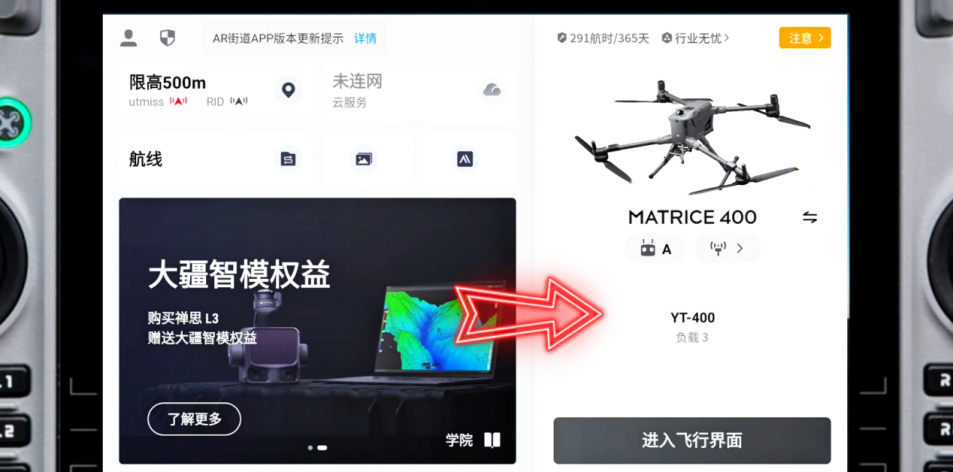 AR街道APP版本更新提示 详情
291航时/365天 行业无忧
注意
限高500m
utmiss RID
未连网
云服务
航线
大疆智模权益
购买禅思 L3
赠送大疆智模权益
了解更多
学院
MATRICE 400
A
YT-400
负载 3
进入飞行界面